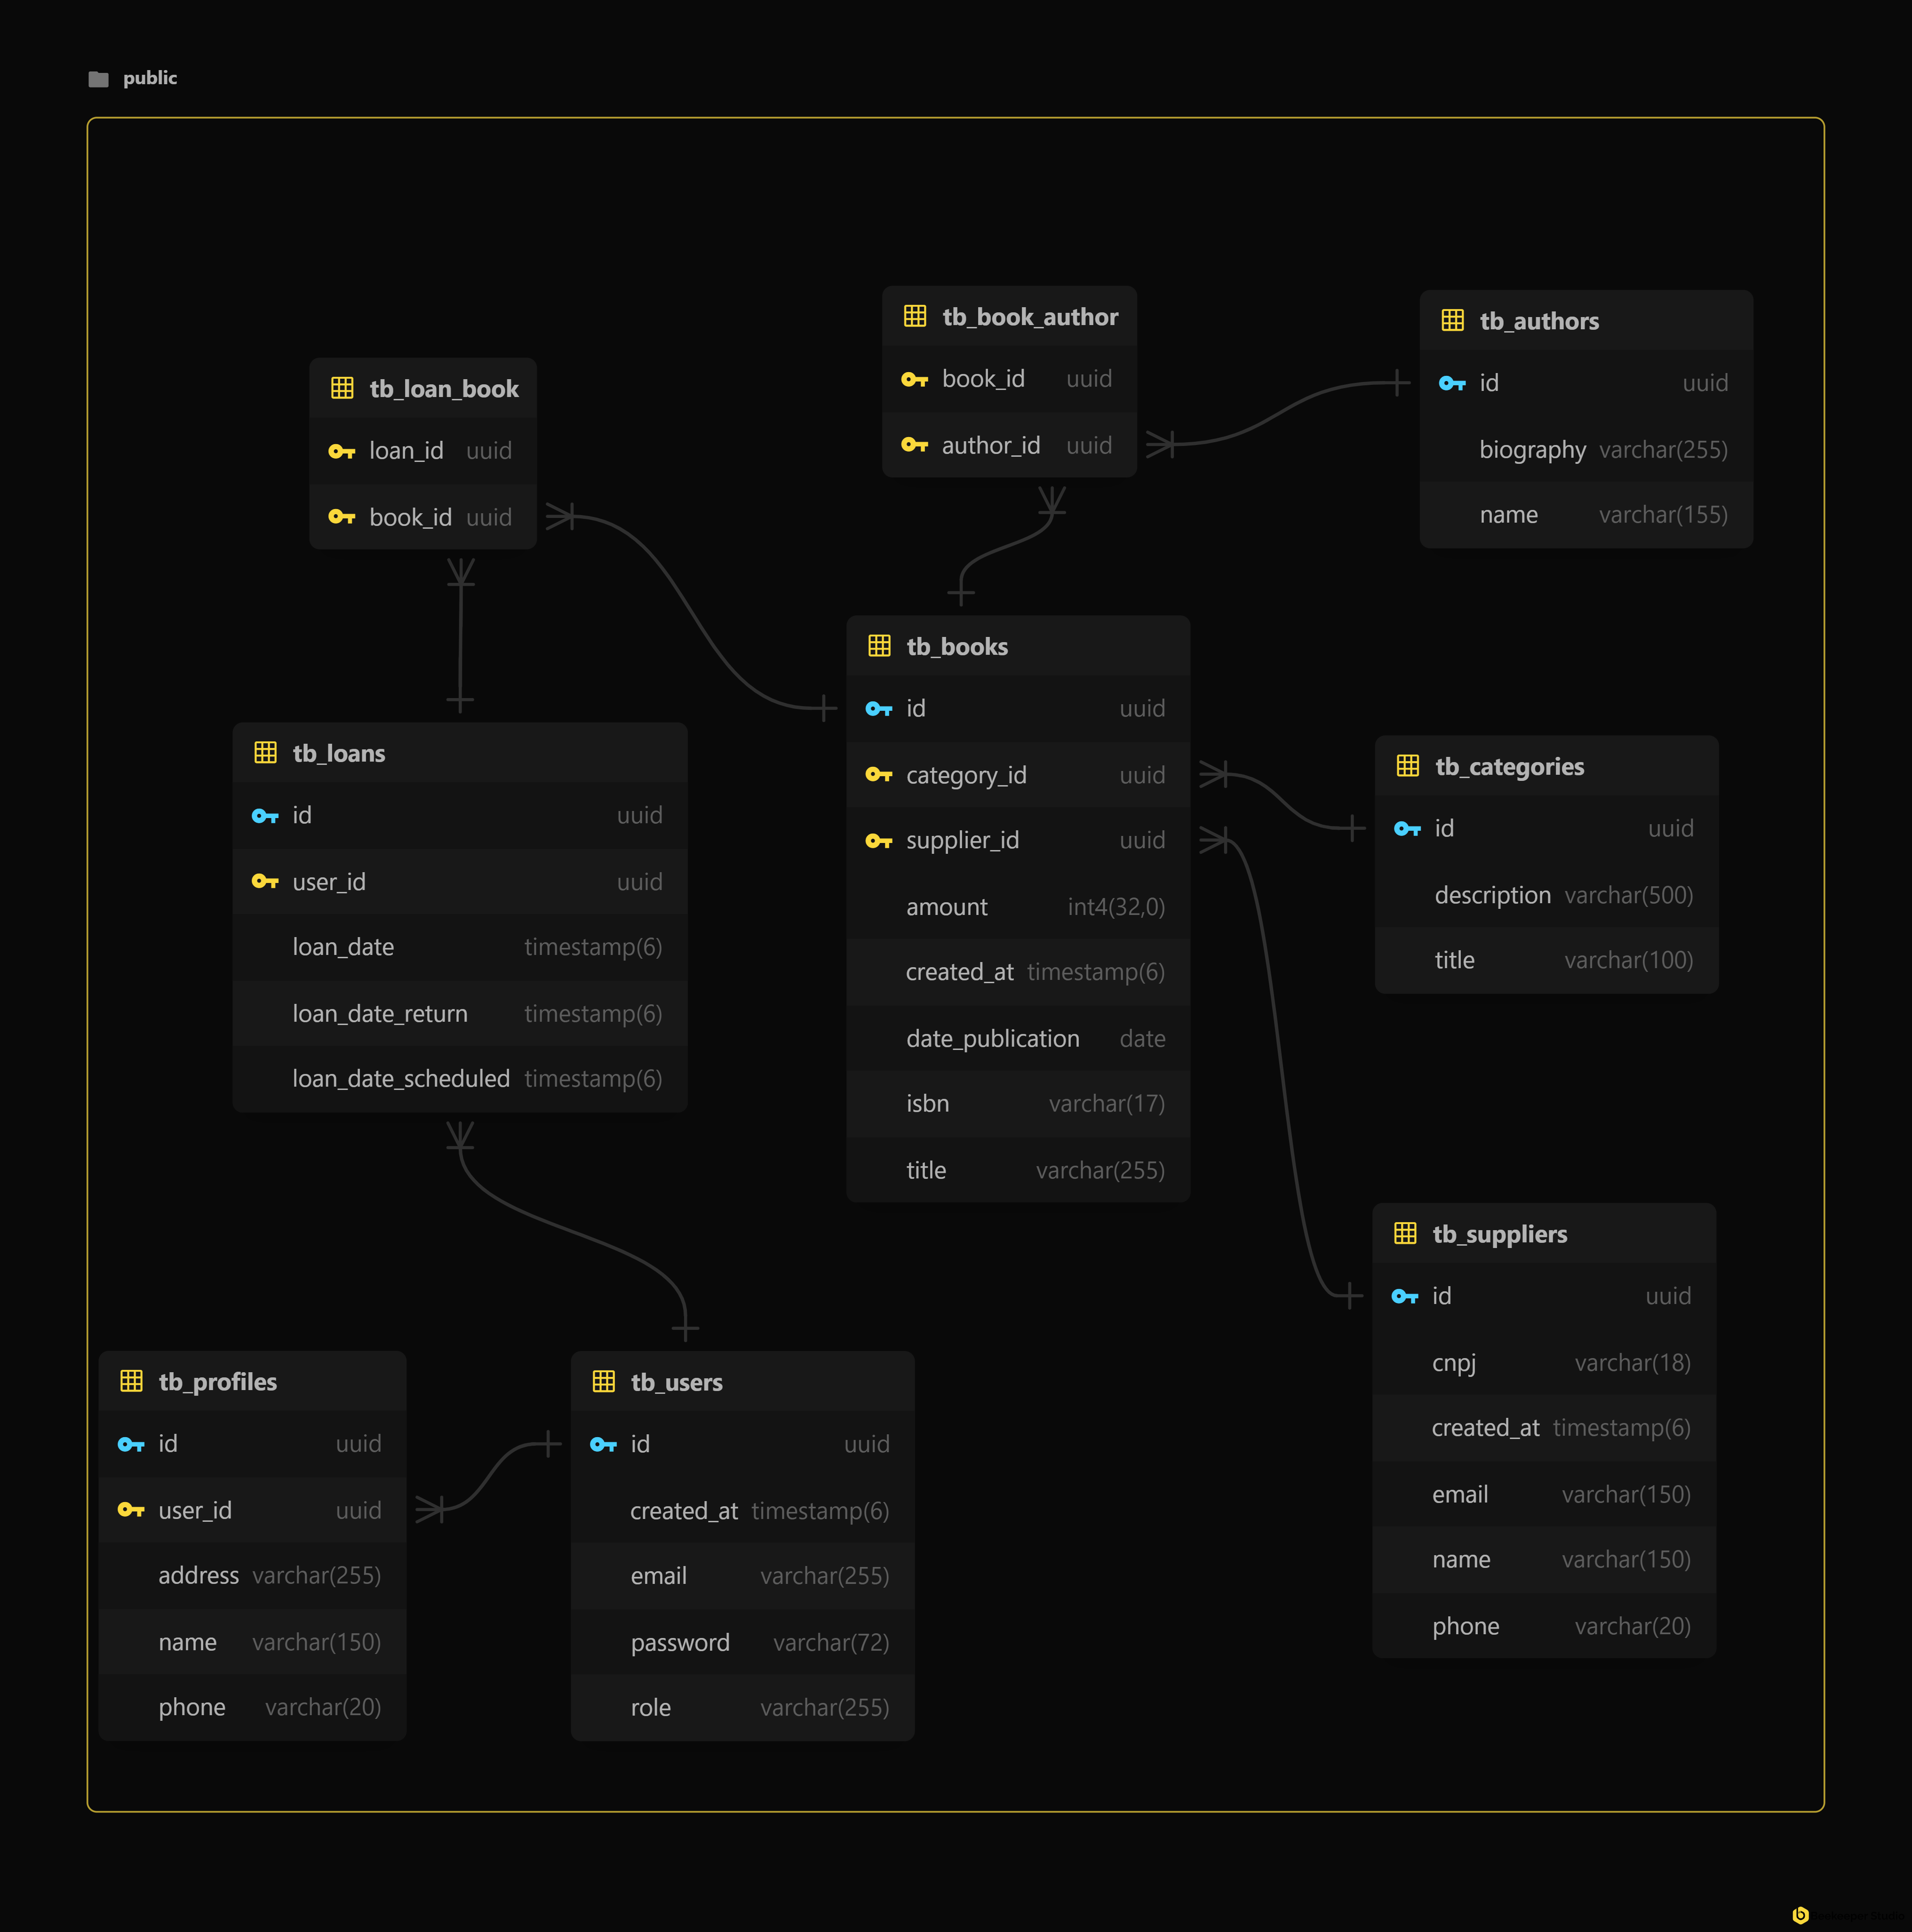 public
tb_book_author
book_id uuid
author_id uuid
tb_authors
id uuid
biography varchar(255)
name varchar(155)
tb_loan_book
loan_id uuid
book_id uuid
tb_books
id uuid
category_id uuid
supplier_id uuid
amount int4(32,0)
created_at timestamp(6)
date_publication date
isbn varchar(17)
title varchar(255)
tb_loans
id uuid
user_id uuid
loan_date timestamp(6)
loan_date_return timestamp(6)
loan_date_scheduled timestamp(6)
tb_categories
id uuid
description varchar(500)
title varchar(100)
tb_suppliers
id uuid
cnpj varchar(18)
created_at timestamp(6)
email varchar(150)
name varchar(150)
phone varchar(20)
tb_profiles
id uuid
user_id uuid
address varchar(255)
name varchar(150)
phone varchar(20)
tb_users
id uuid
created_at timestamp(6)
email varchar(255)
password varchar(72)
role varchar(255)